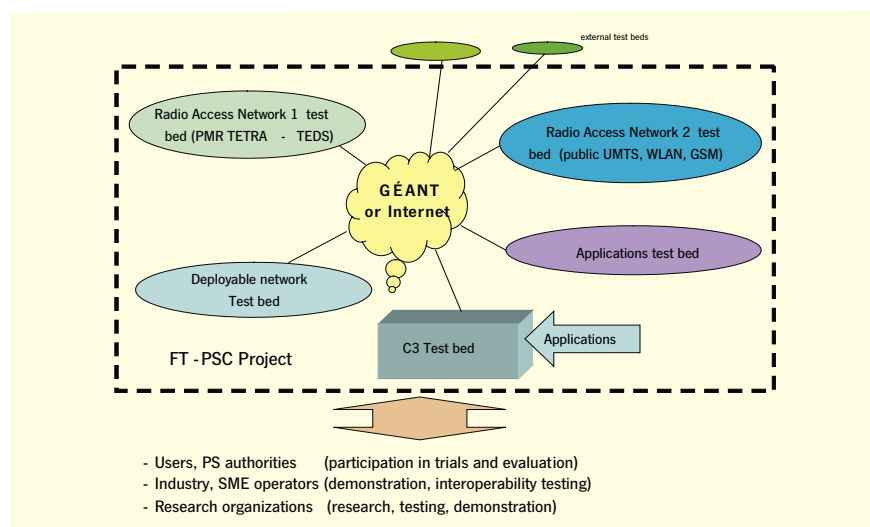 external test beds
Radio Access Network 1 test
bed (PMR TETRA - TEDS)
Radio Access Network 2 test
bed (public UMTS, WLAN, GSM)
GÉANT
or Internet
Applications test bed
Deployable network
Test bed
C3 Test bed
Applications
FT - PSC Project
- Users, PS authorities (participation in trials and evaluation)
- Industry, SME operators (demonstration, interoperability testing)
- Research organizations (research, testing, demonstration)